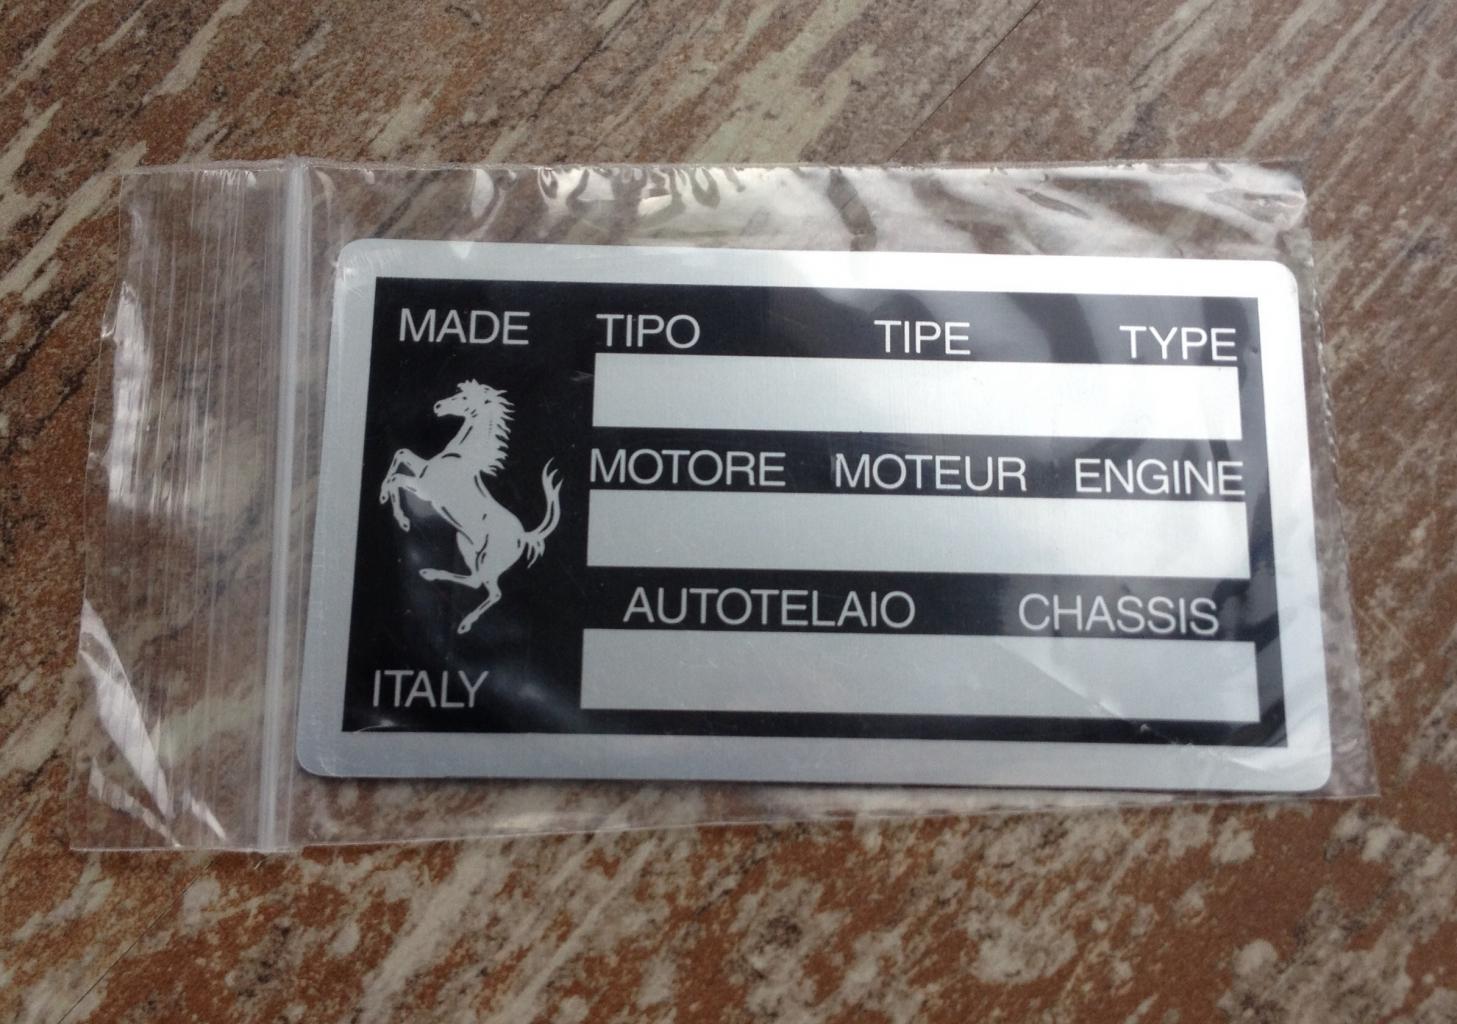 MADE
TIPO TIPE TYPE
MOTORE MOTEUR ENGINE
AUTOTELAIO CHASSIS
ITALY